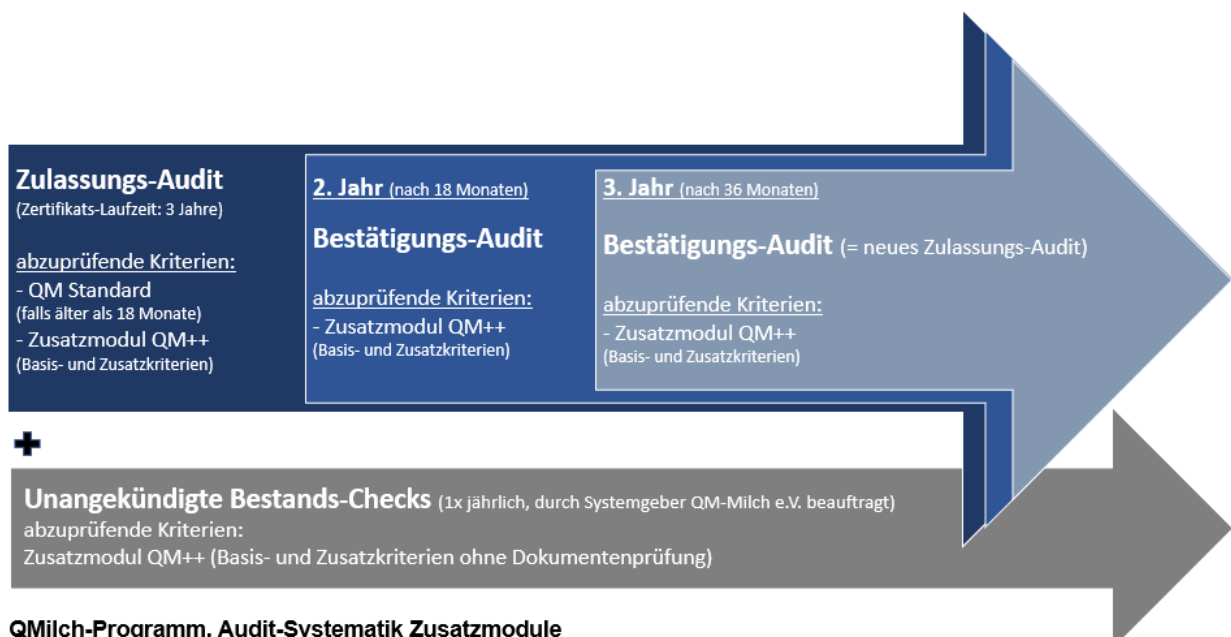 Zulassungs-Audit
(Zertifikats-Laufzeit: 3 Jahre)
abzuprüfende Kriterien:
- QM Standard
(falls älter als 18 Monate)
- Zusatzmodul QM++
(Basis- und Zusatzkriterien)
2. Jahr (nach 18 Monaten)
Bestätigungs-Audit
abzuprüfende Kriterien:
- Zusatzmodul QM++
(Basis- und Zusatzkriterien)
3. Jahr (nach 36 Monaten)
Bestätigungs-Audit (= neues Zulassungs-Audit)
abzuprüfende Kriterien:
- Zusatzmodul QM++
(Basis- und Zusatzkriterien)
+
Unangekündigte Bestands-Checks (1x jährlich, durch Systemgeber QM-Milch e.V. beauftragt)
abzuprüfende Kriterien:
Zusatzmodul QM++ (Basis- und Zusatzkriterien ohne Dokumentenprüfung)
QMilch-Programm, Audit-Systematik Zusatzmodule